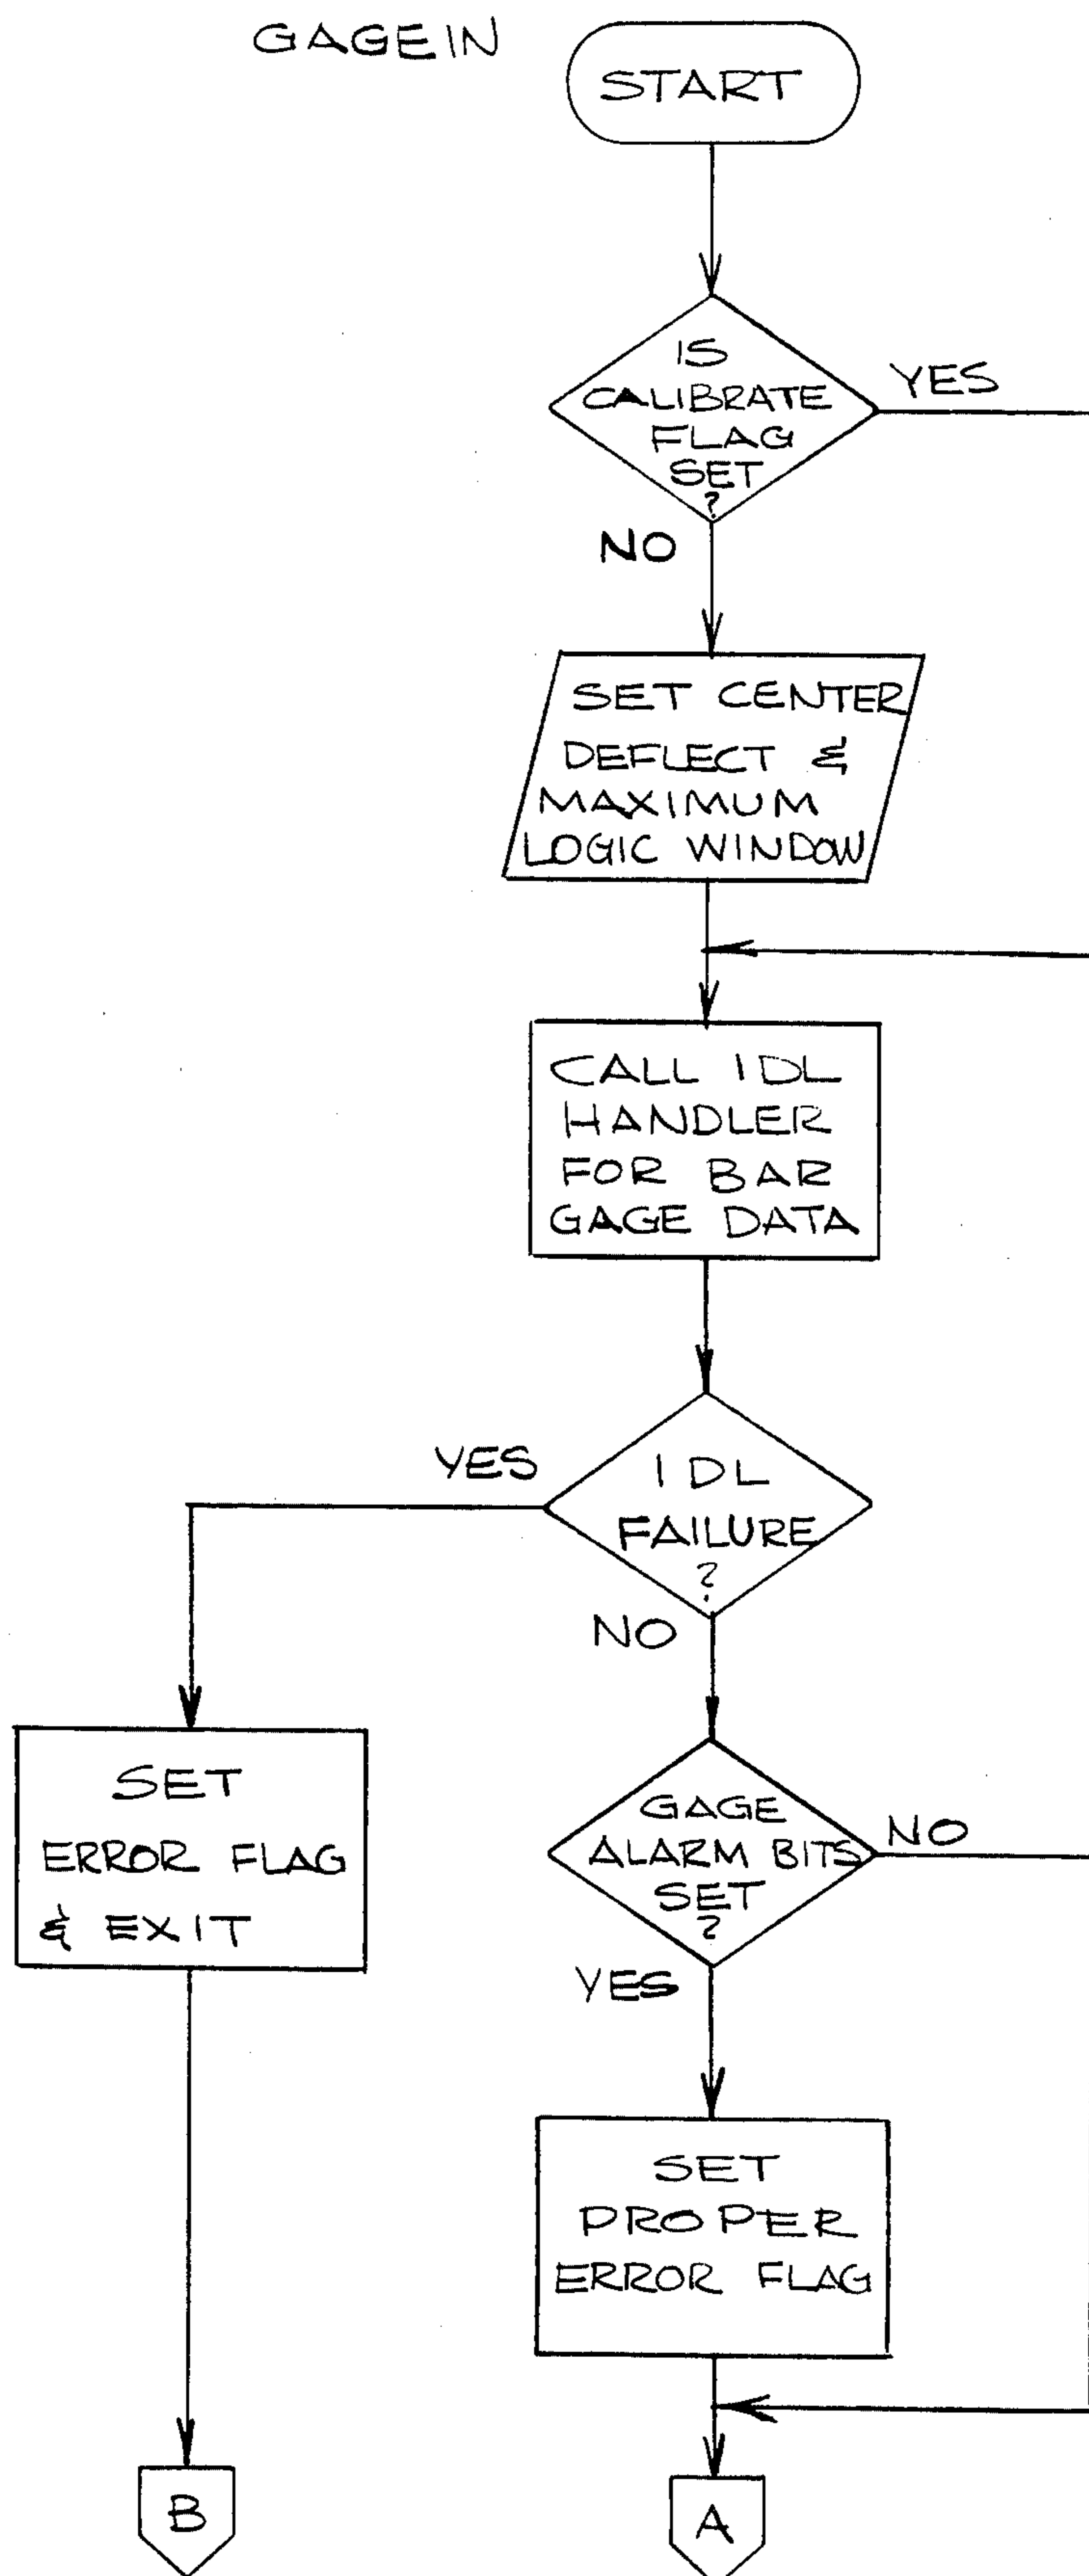 GAGEIN
START
IS
CALIBRATE
FLAG
SET
?
YES
NO
SET CENTER
DEFLECT &
MAXIMUM
LOGIC WINDOW
CALL IDL
HANDLER
FOR BAR
GAGE DATA
YES
IDL
FAILURE
?
NO
SET
ERROR FLAG
& EXIT
GAGE
ALARM BITS
SET
?
NO
YES
SET
PROPER
ERROR FLAG
B
A